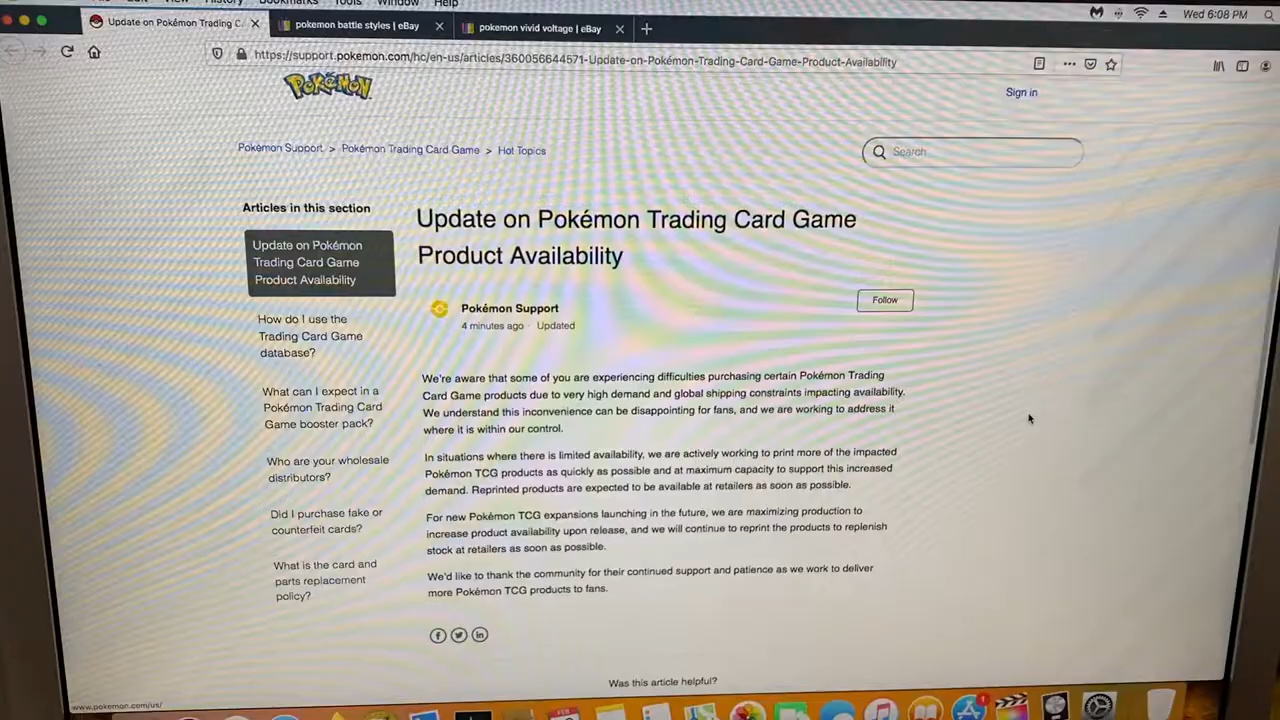 Bookmarks Tools Window Help
Wed 6:08 PM
Update on Pokémon Trading C
pokemon battle styles | eBay
pokemon vivid voltage | eBay
https://support.pokemon.com/hc/en-us/articles/360056644571-Update-on-Pokémon-Trading-Card-Game-Product-Availability
POKéMON
Sign in
Pokémon Support > Pokémon Trading Card Game > Hot Topics
Search
Articles in this section
Update on Pokémon
Trading Card Game
Product Availability
How do I use the
Trading Card Game
database?
What can I expect in a
Pokémon Trading Card
Game booster pack?
Who are your wholesale
distributors?
Did I purchase fake or
counterfeit cards?
What is the card and
parts replacement
policy?
Update on Pokémon Trading Card Game
Product Availability
Pokémon Support
4 minutes ago · Updated
Follow
We're aware that some of you are experiencing difficulties purchasing certain Pokémon Trading
Card Game products due to very high demand and global shipping constraints impacting availability.
We understand this inconvenience can be disappointing for fans, and we are working to address it
where it is within our control.
In situations where there is limited availability, we are actively working to print more of the impacted
Pokémon TCG products as quickly as possible and at maximum capacity to support this increased
demand. Reprinted products are expected to be available at retailers as soon as possible.
For new Pokémon TCG expansions launching in the future, we are maximizing production to
increase product availability upon release, and we will continue to reprint the products to replenish
stock at retailers as soon as possible.
We'd like to thank the community for their continued support and patience as we work to deliver
more Pokémon TCG products to fans.
Was this article helpful?
www.pokemon.com/us/
FEB
1